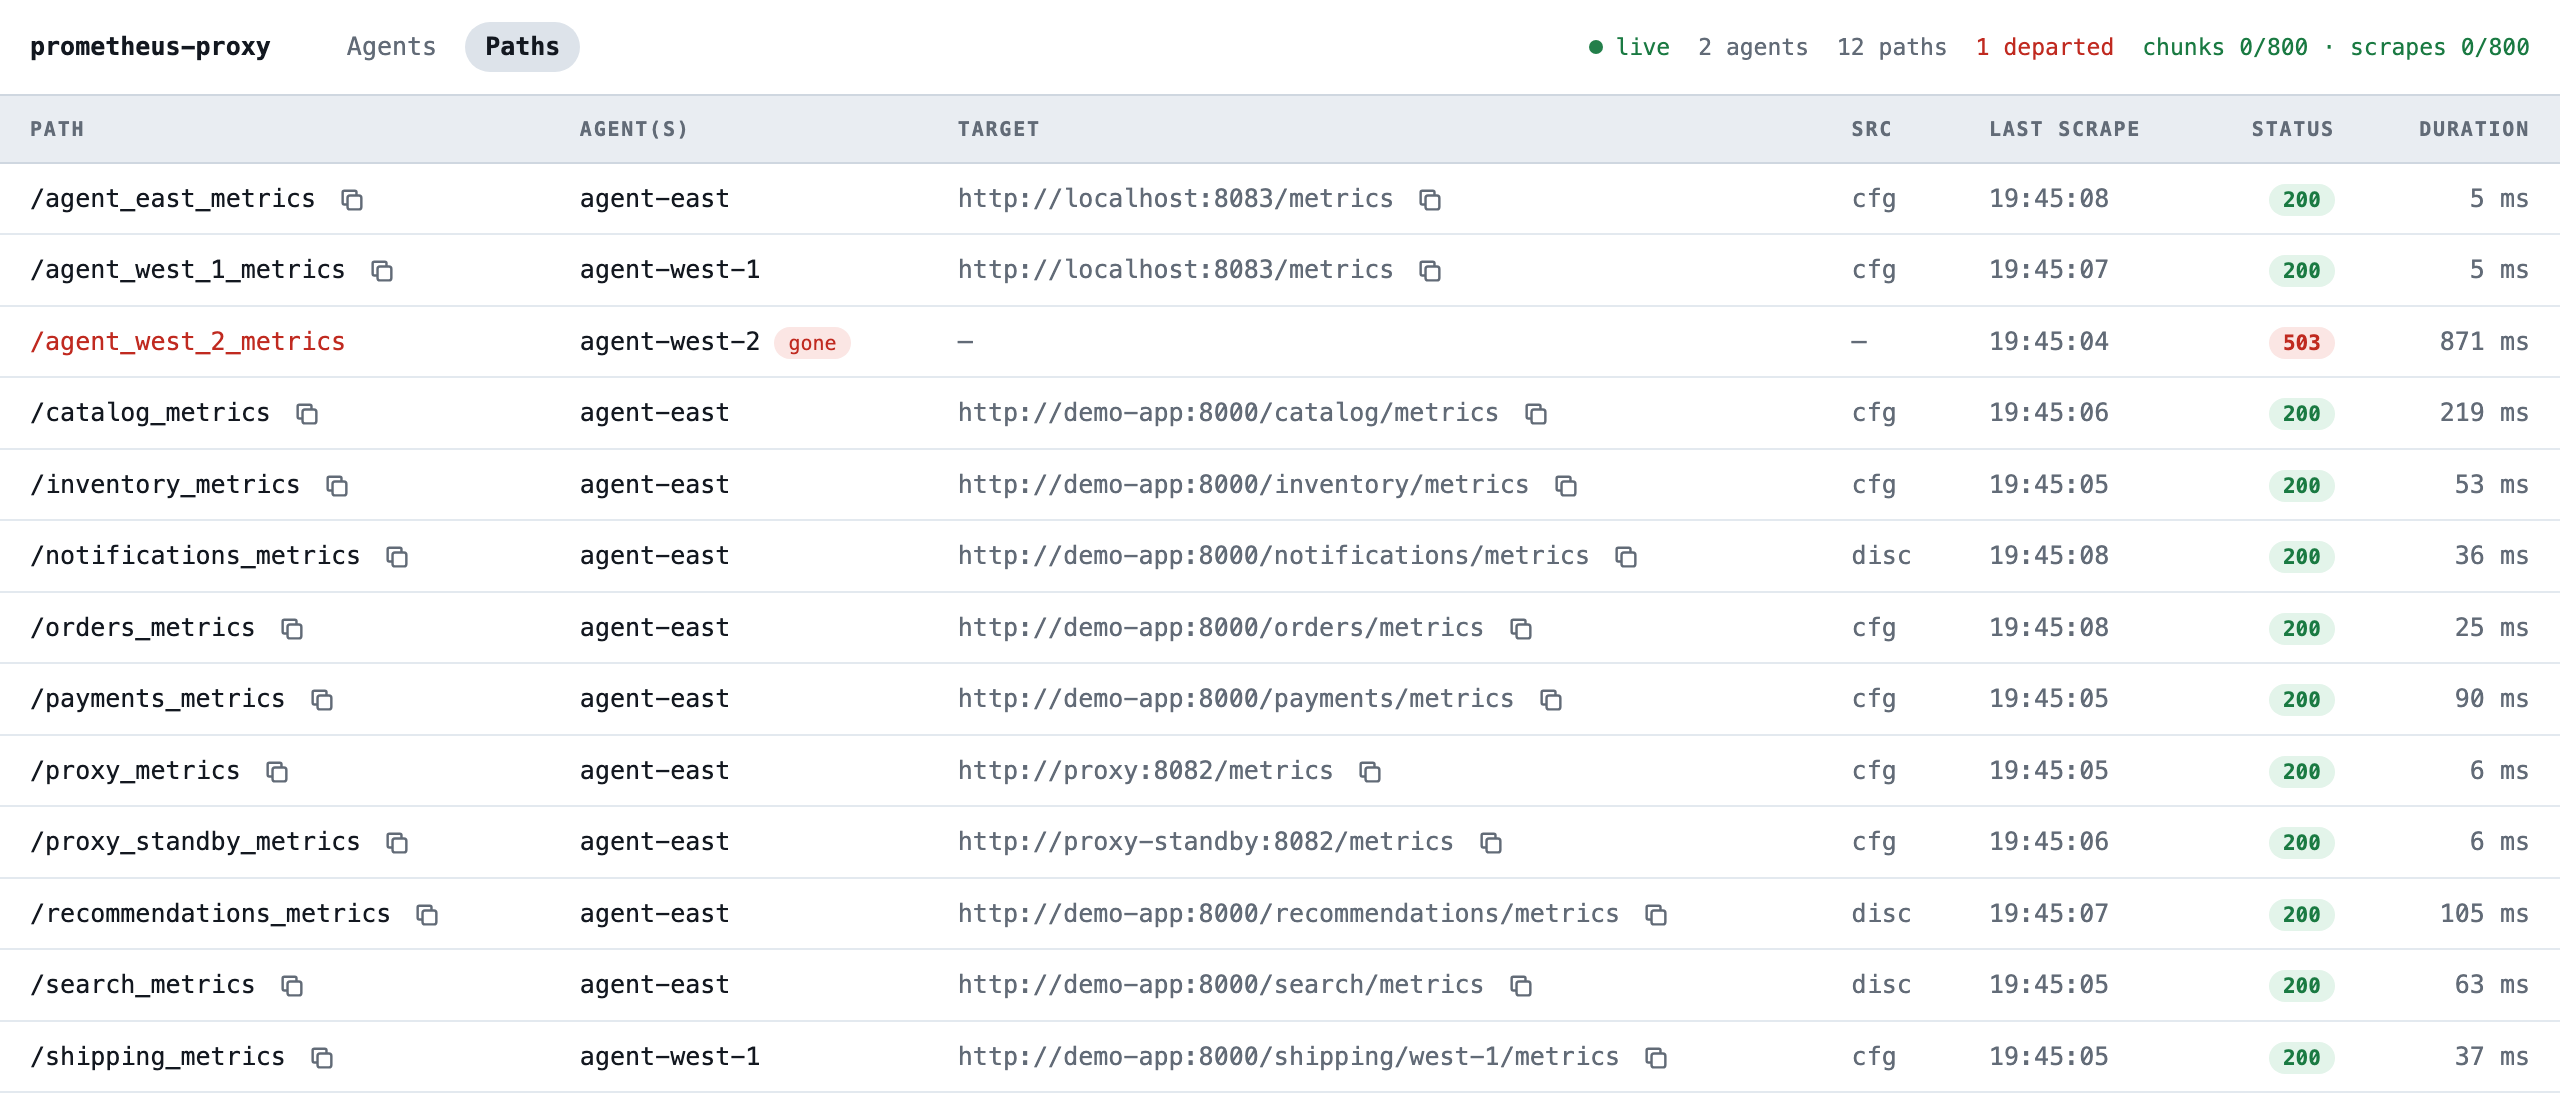 prometheus-proxy Agents Paths ● live 2 agents 12 paths 1 departed chunks 0/800 · scrapes 0/800
PATH AGENT(S) TARGET SRC LAST SCRAPE STATUS DURATION
/agent_east_metrics agent-east http://localhost:8083/metrics cfg 19:45:08 200 5 ms
/agent_west_1_metrics agent-west-1 http://localhost:8083/metrics cfg 19:45:07 200 5 ms
/agent_west_2_metrics agent-west-2 gone — — 19:45:04 503 871 ms
/catalog_metrics agent-east http://demo-app:8000/catalog/metrics cfg 19:45:06 200 219 ms
/inventory_metrics agent-east http://demo-app:8000/inventory/metrics cfg 19:45:05 200 53 ms
/notifications_metrics agent-east http://demo-app:8000/notifications/metrics disc 19:45:08 200 36 ms
/orders_metrics agent-east http://demo-app:8000/orders/metrics cfg 19:45:08 200 25 ms
/payments_metrics agent-east http://demo-app:8000/payments/metrics cfg 19:45:05 200 90 ms
/proxy_metrics agent-east http://proxy:8082/metrics cfg 19:45:05 200 6 ms
/proxy_standby_metrics agent-east http://proxy-standby:8082/metrics cfg 19:45:06 200 6 ms
/recommendations_metrics agent-east http://demo-app:8000/recommendations/metrics disc 19:45:07 200 105 ms
/search_metrics agent-east http://demo-app:8000/search/metrics disc 19:45:05 200 63 ms
/shipping_metrics agent-west-1 http://demo-app:8000/shipping/west-1/metrics cfg 19:45:05 200 37 ms